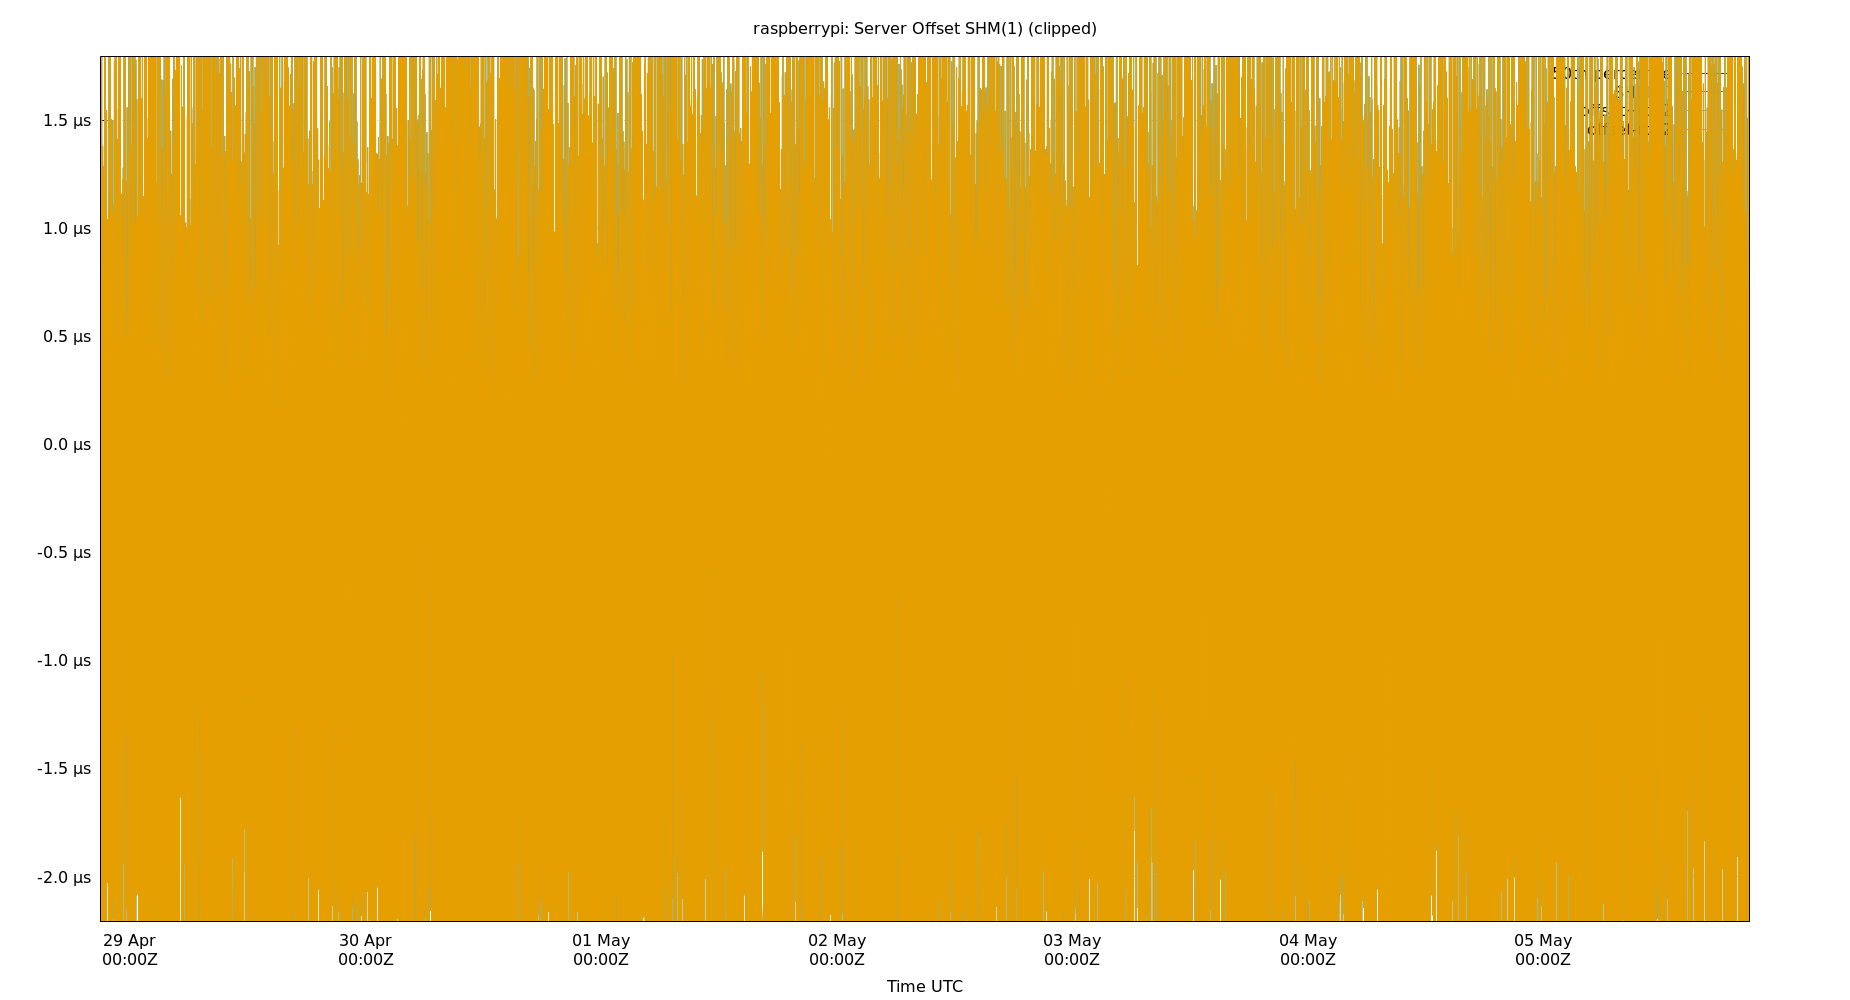 raspberrypi: Server Offset SHM(1) (clipped)
1.5 µs
1.0 µs
0.5 µs
0.0 µs
-0.5 µs
-1.0 µs
-1.5 µs
-2.0 µs
29 Apr 30 Apr 01 May 02 May 03 May 04 May 05 May
00:00Z 00:00Z 00:00Z 00:00Z 00:00Z 00:00Z 00:00Z
Time UTC